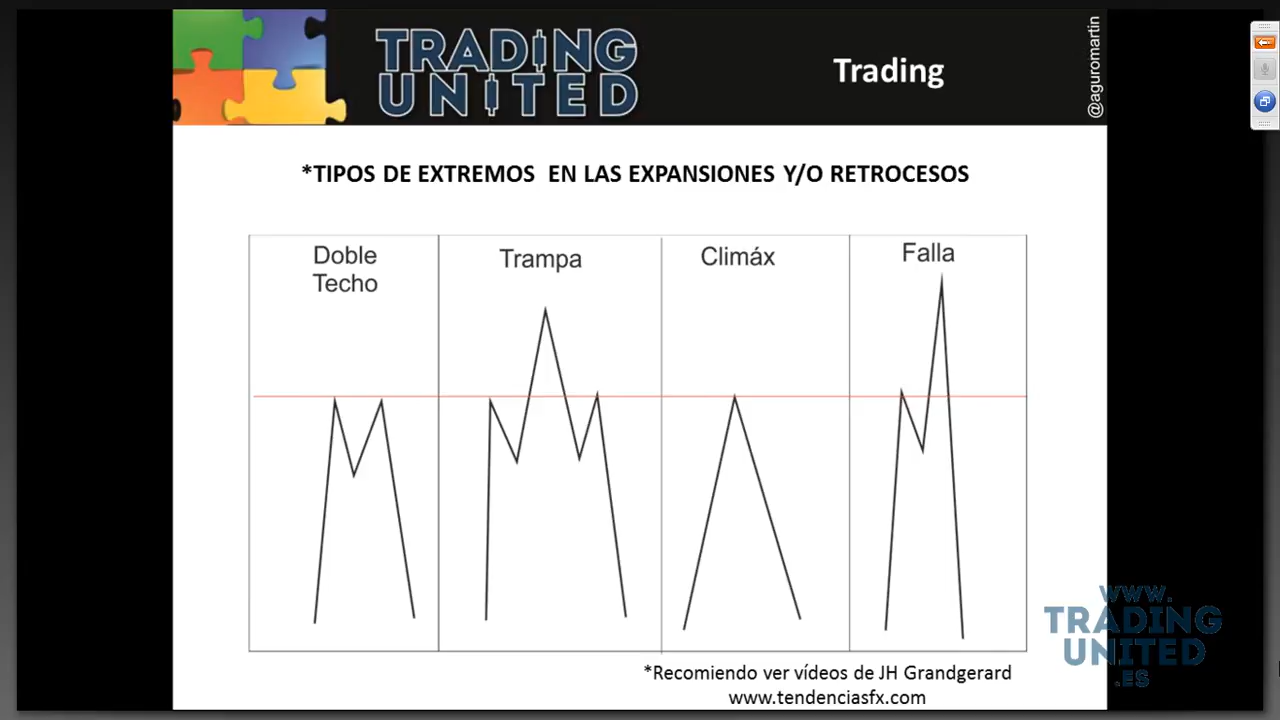 TRADING
UNITED
Trading
@aguromartin
*TIPOS DE EXTREMOS EN LAS EXPANSIONES Y/O RETROCESOS
Doble
Techo
Trampa
Climáx
Falla
*Recomiendo ver vídeos de JH Grandgerard
www.tendenciasfx.com
www.
TRADING
UNITED
.ES